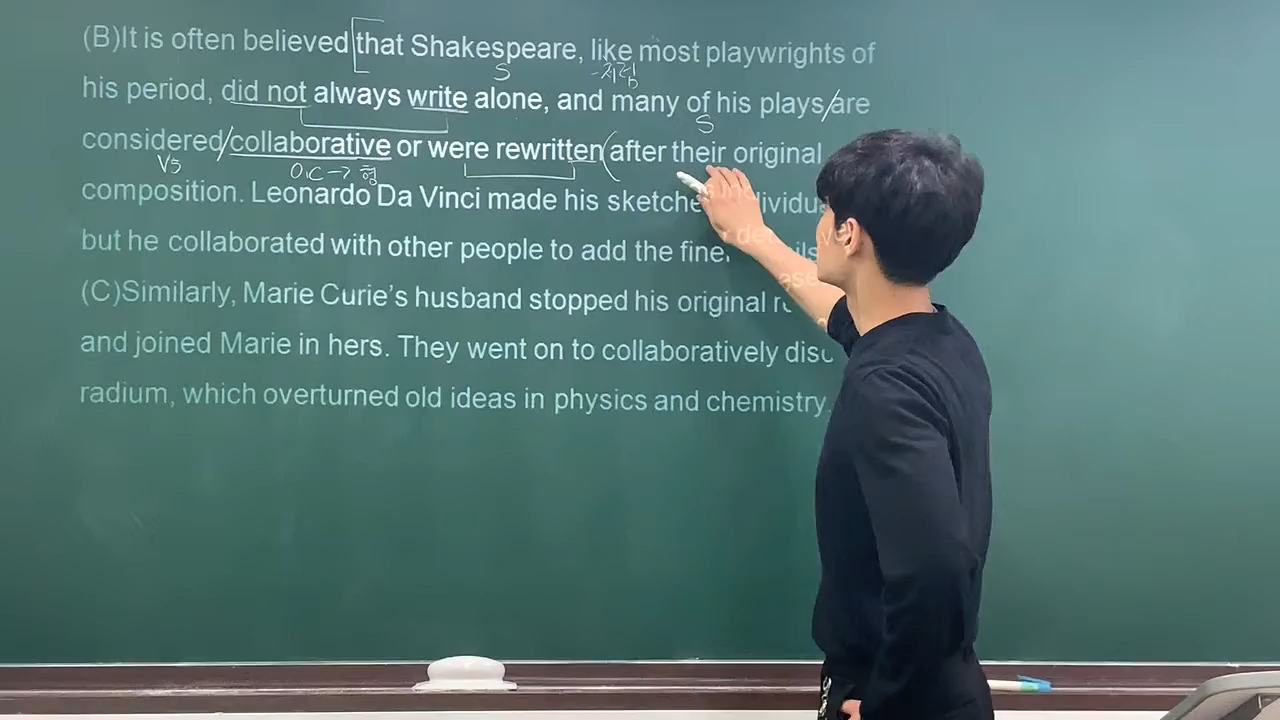 (B)It is often believed that Shakespeare, like most playwrights of
S -처럼
his period, did not always write alone, and many of his plays/are
S
considered/collaborative or were rewritten(after their original
V5 O.C→형
composition. Leonardo Da Vinci made his
but he collaborated with other people to add the
(C)Similarly, Marie Curie's husband stopped his original
and joined Marie in hers. They went on to collaboratively
radium, which overturned old ideas in physics and chemistry.